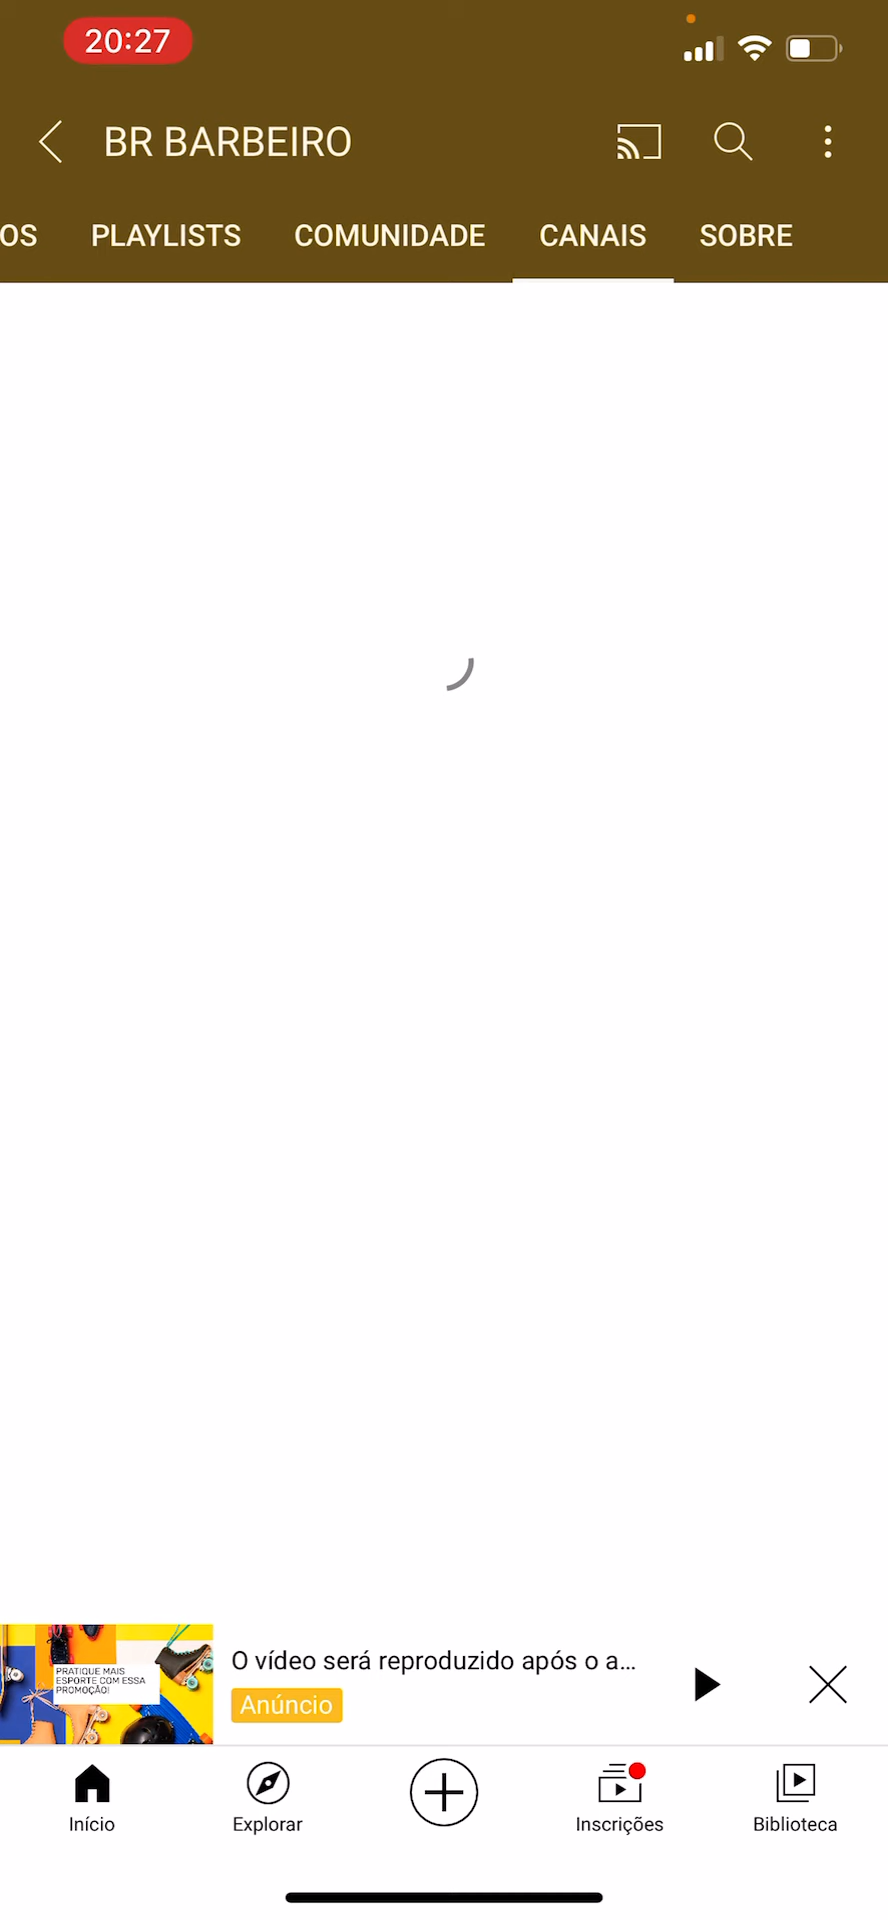 20:27
BR BARBEIRO
OS PLAYLISTS COMUNIDADE CANAIS SOBRE
PRATIQUE MAIS
ESPORTE COM ESSA
PROMOÇÃO!
O vídeo será reproduzido após o a...
Anúncio
Início Explorar Inscrições Biblioteca